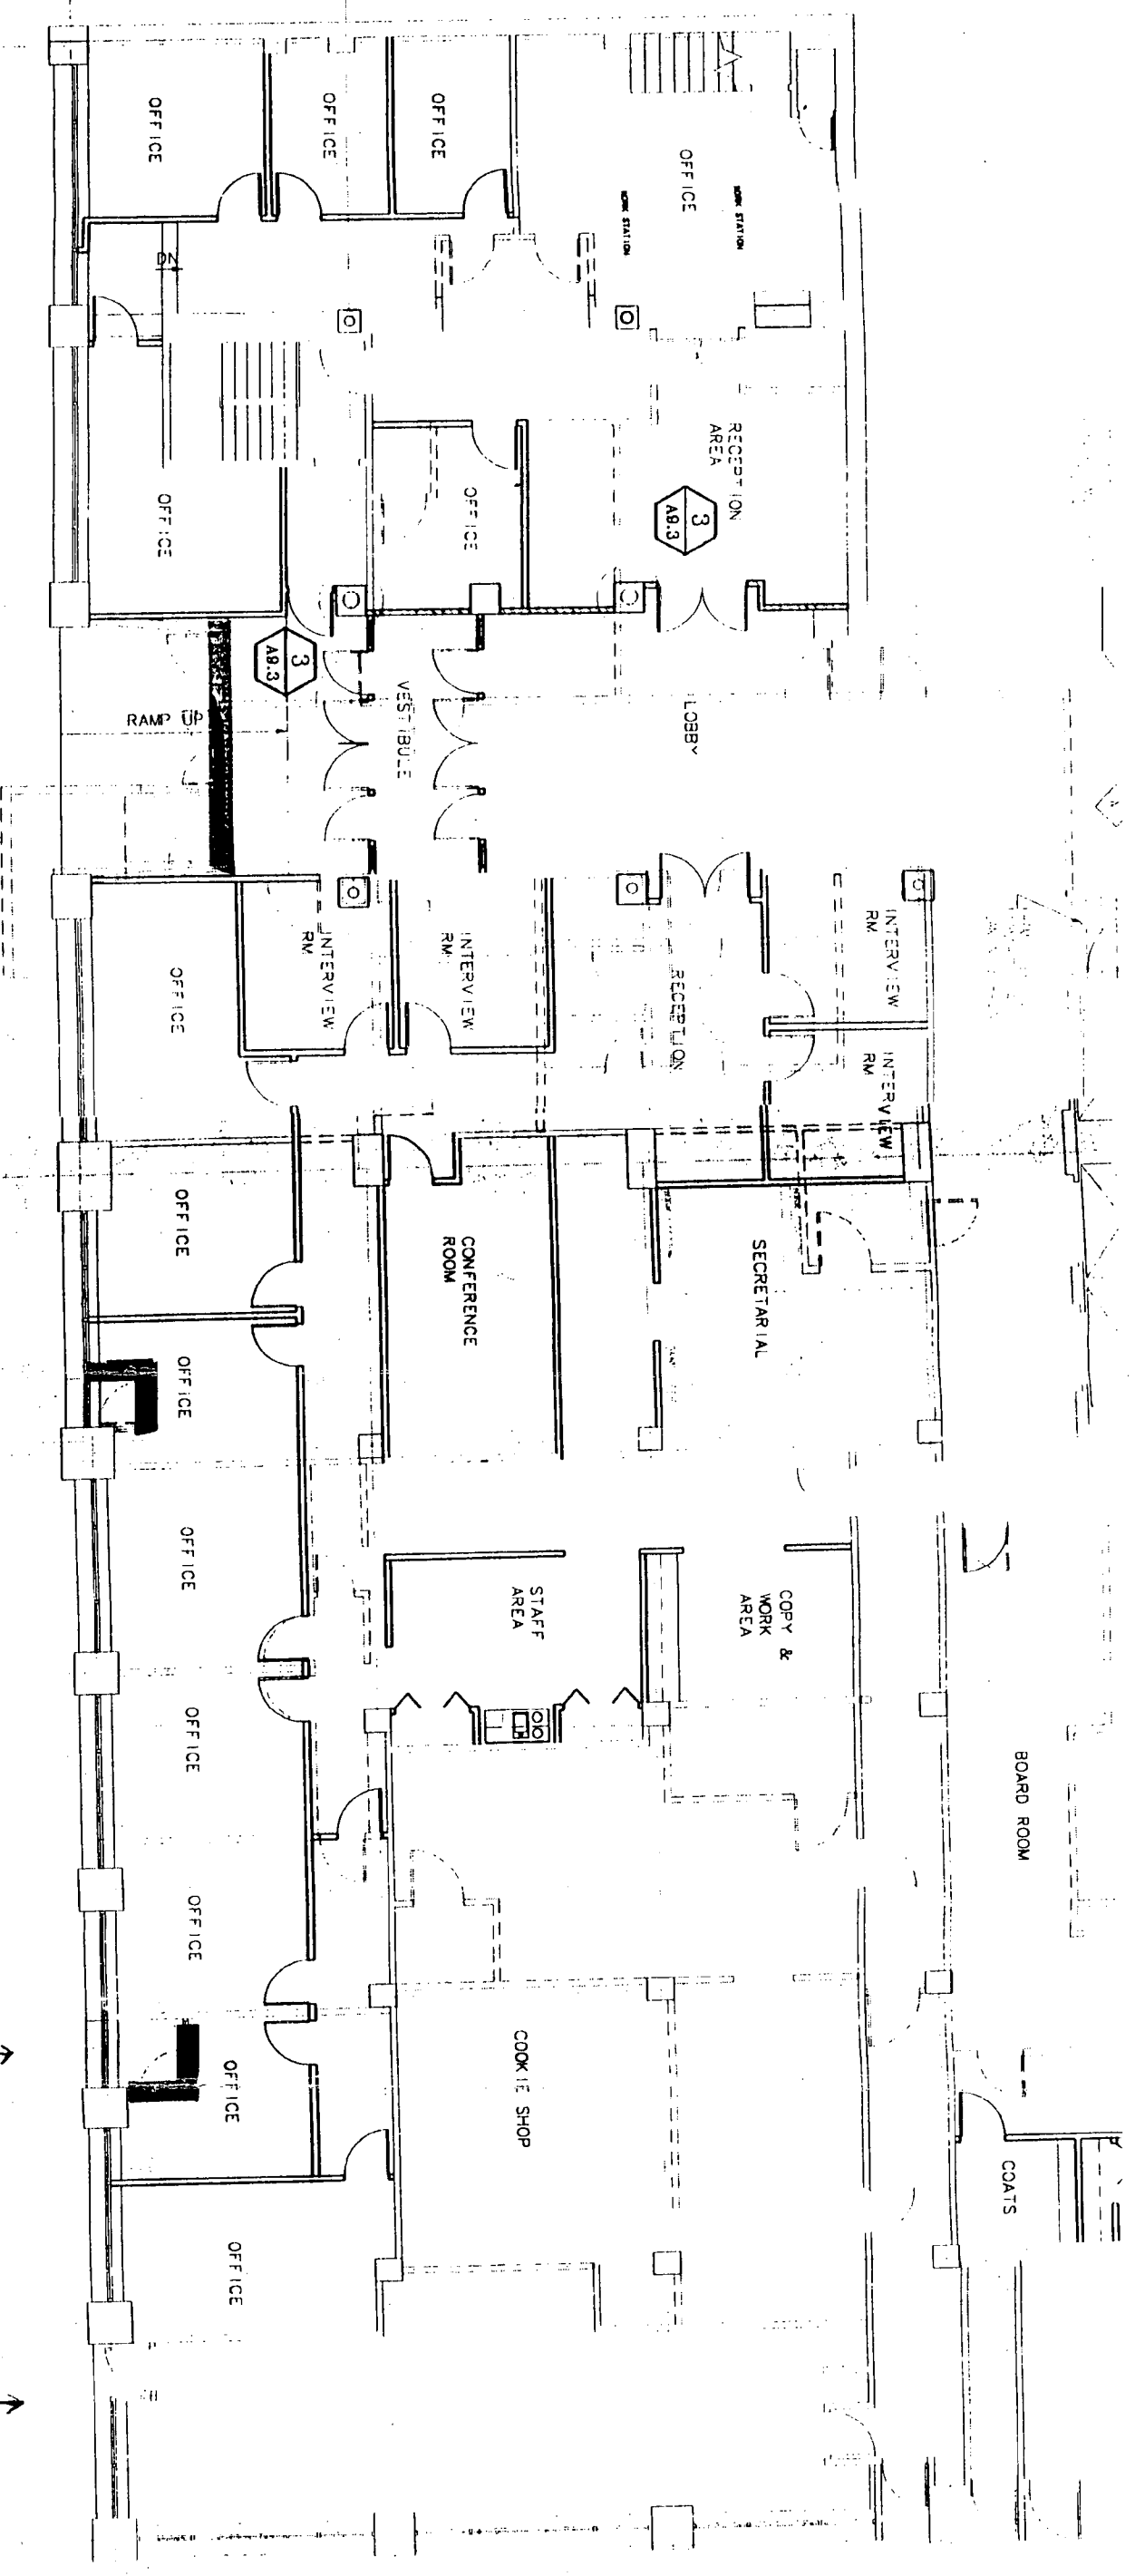 OFFICE
OFFICE
OFFICE
OFFICE
WORK STATION
WORK STATION
DN
OFFICE
OFFICE
RECEPTION
AREA
3
A9.3
3
A9.3
RAMP UP
VESTIBULE
LOBBY
OFFICE
INTERVIEW
RM
INTERVIEW
RM
RECEPTION
INTERVIEW
RM
INTERVIEW
RM
OFFICE
CONFERENCE
ROOM
SECRETARIAL
OFFICE
OFFICE
STAFF
AREA
COPY &
WORK
AREA
OFFICE
BOARD ROOM
OFFICE
OFFICE
COOKIE SHOP
COATS
OFFICE